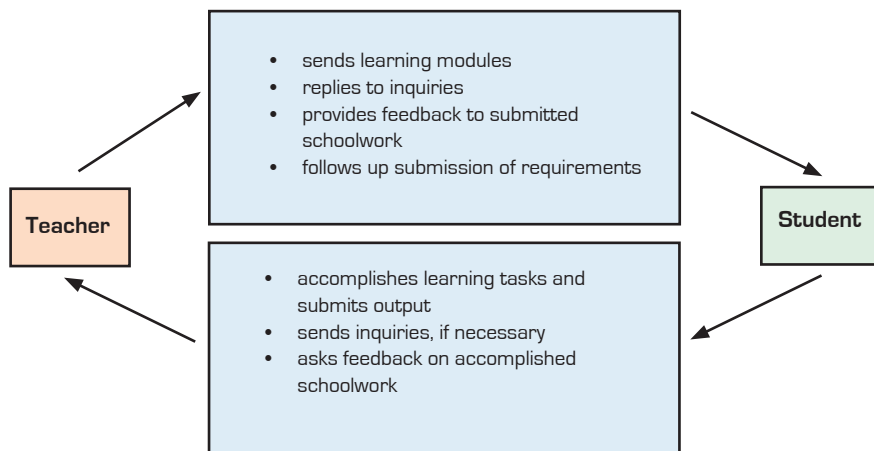 • sends learning modules
• replies to inquiries
• provides feedback to submitted
schoolwork
• follows up submission of requirements
Teacher
Student
• accomplishes learning tasks and
submits output
• sends inquiries, if necessary
• asks feedback on accomplished
schoolwork